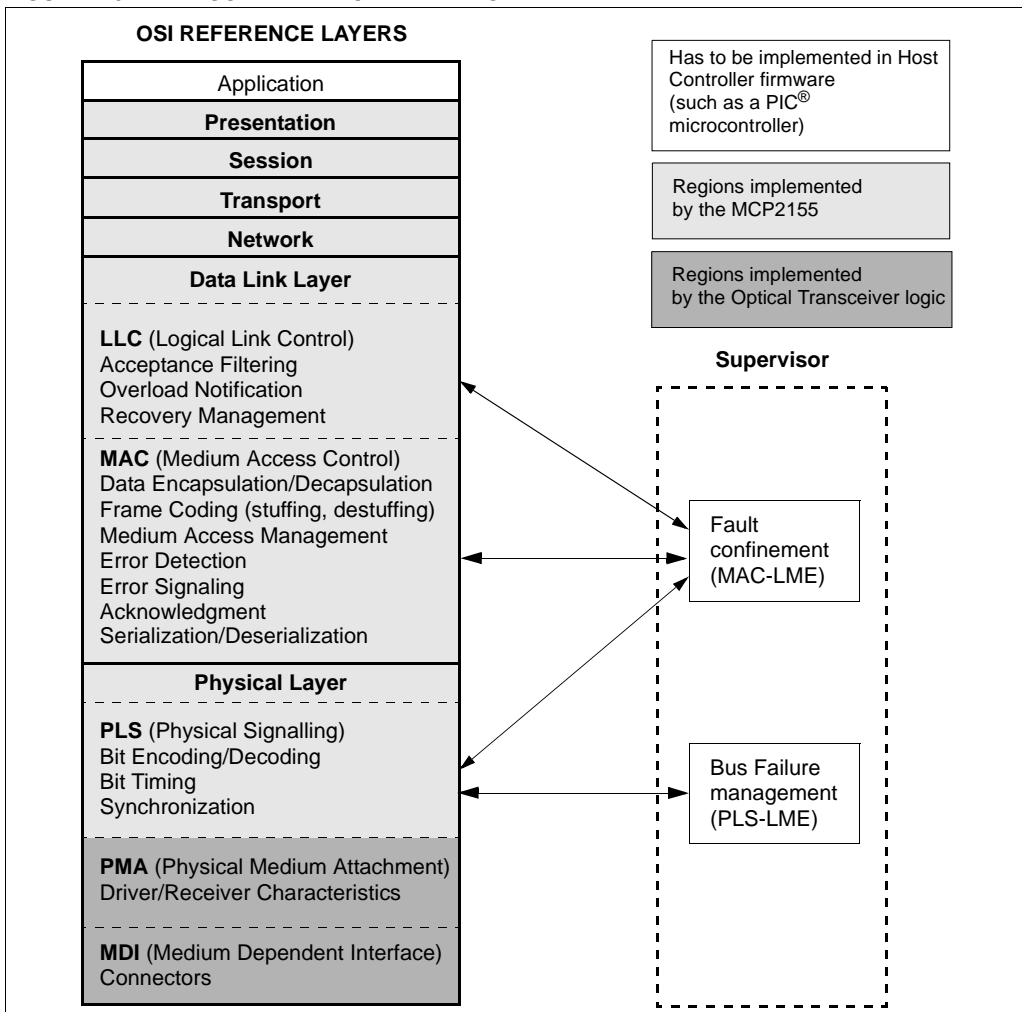 OSI REFERENCE LAYERS
Application
Presentation
Session
Transport
Network
Data Link Layer
LLC (Logical Link Control)
Acceptance Filtering
Overload Notification
Recovery Management
MAC (Medium Access Control)
Data Encapsulation/Decapsulation
Frame Coding (stuffing, destuffing)
Medium Access Management
Error Detection
Error Signaling
Acknowledgment
Serialization/Deserialization
Physical Layer
PLS (Physical Signalling)
Bit Encoding/Decoding
Bit Timing
Synchronization
PMA (Physical Medium Attachment)
Driver/Receiver Characteristics
MDI (Medium Dependent Interface)
Connectors
Has to be implemented in Host
Controller firmware
(such as a PIC®
microcontroller)
Regions implemented
by the MCP2155
Regions implemented
by the Optical Transceiver logic
Supervisor
Fault
confinement
(MAC-LME)
Bus Failure
management
(PLS-LME)